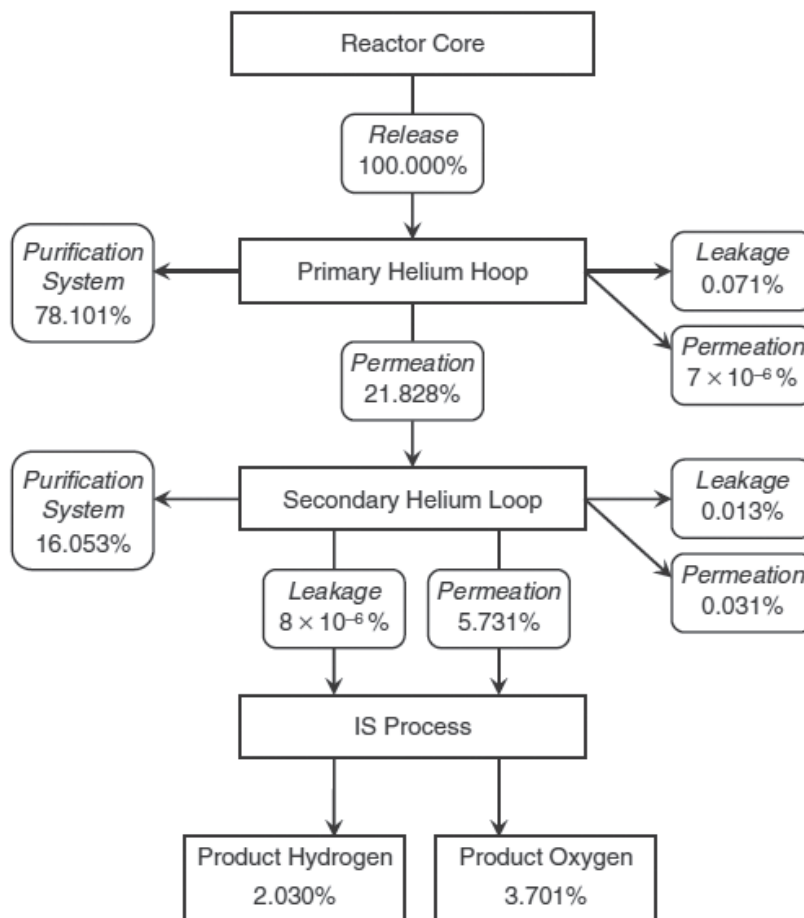 Reactor Core
Release
100.000%
Purification
System
78.101%
Primary Helium Hoop
Leakage
0.071%
Permeation
7 × 10⁻⁶ %
Permeation
21.828%
Purification
System
16.053%
Secondary Helium Loop
Leakage
0.013%
Permeation
0.031%
Leakage
8 × 10⁻⁶ %
Permeation
5.731%
IS Process
Product Hydrogen
2.030%
Product Oxygen
3.701%